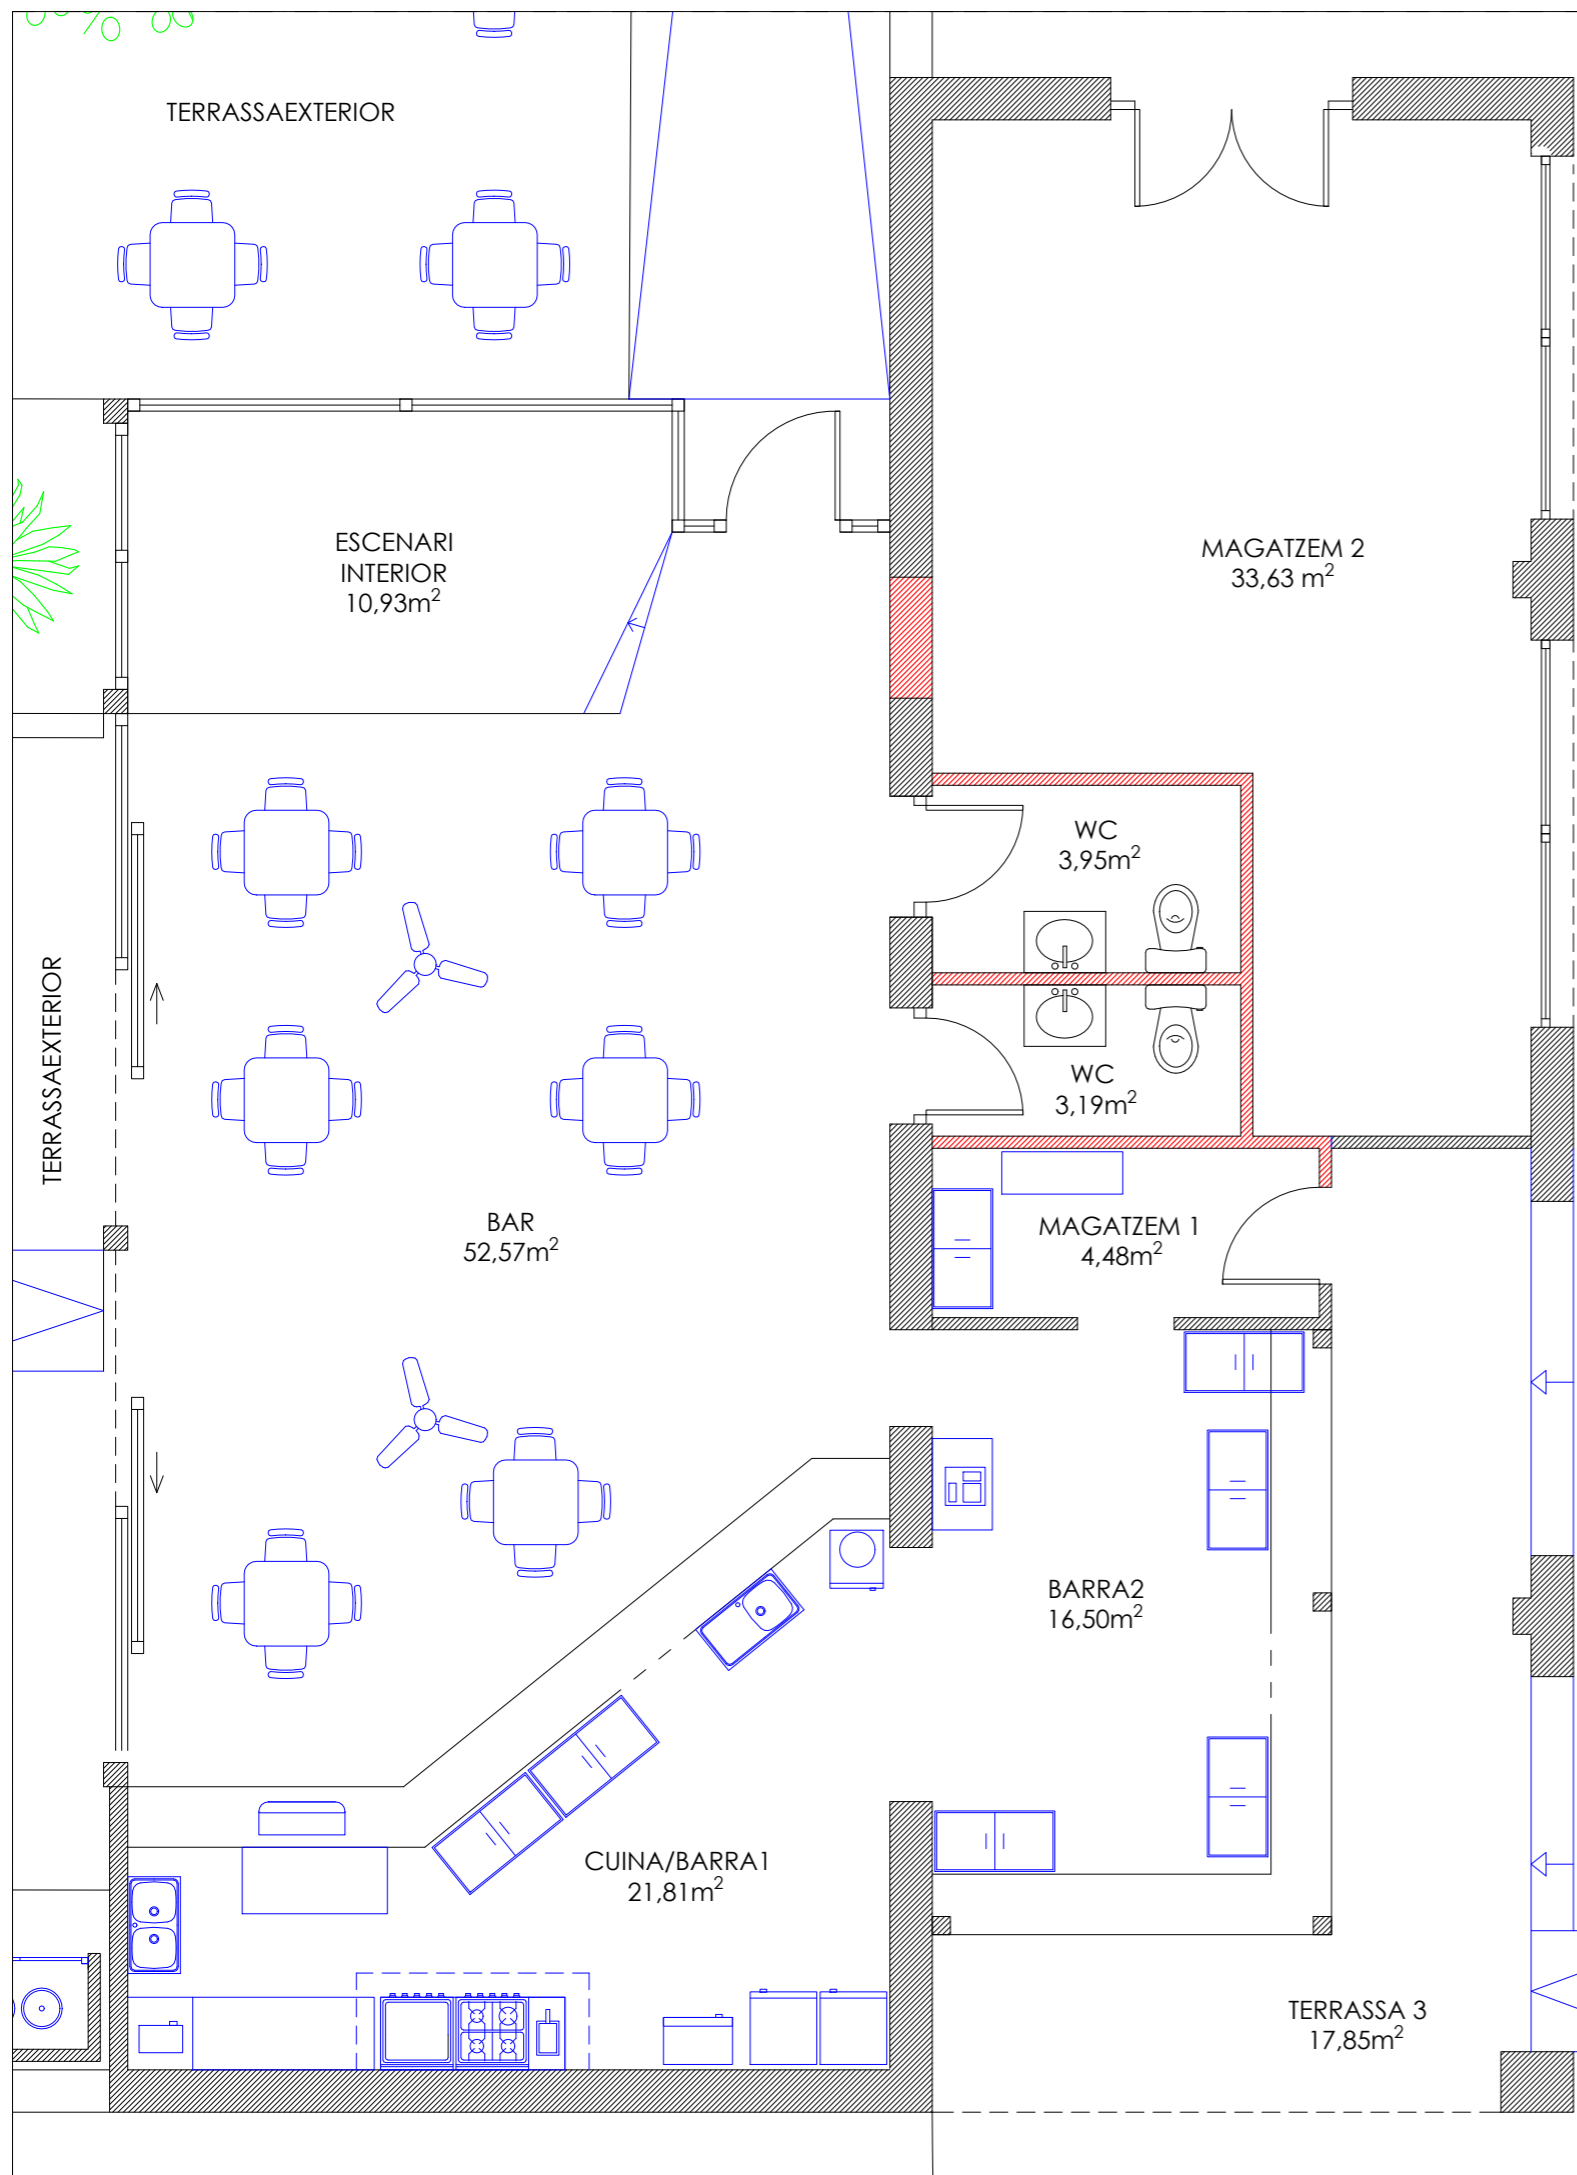 TERRASSAEXTERIOR
ESCENARI
INTERIOR
10,93m²
MAGATZEM 2
33,63 m²
WC
3,95m²
TERRASSAEXTERIOR
WC
3,19m²
BAR
52,57m²
MAGATZEM 1
4,48m²
BARRA2
16,50m²
CUINA/BARRA1
21,81m²
TERRASSA 3
17,85m²